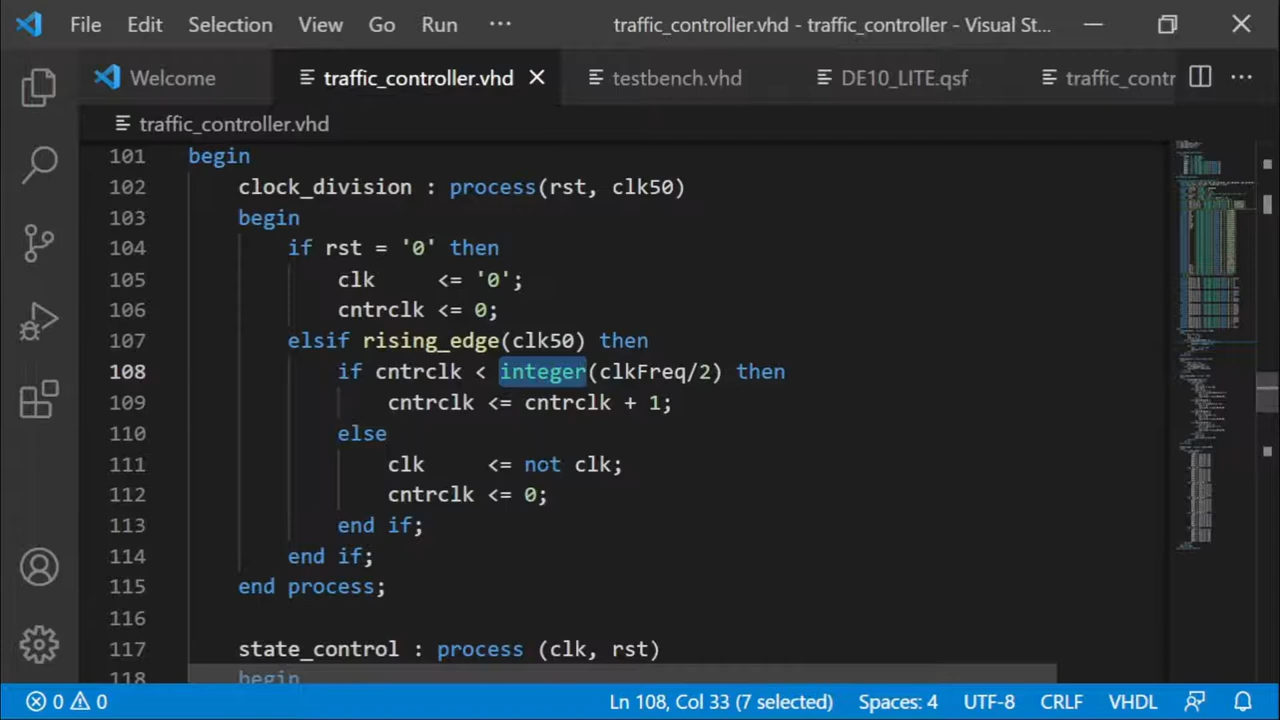 File Edit Selection View Go Run ··· traffic_controller.vhd - traffic_controller - Visual St...
Welcome traffic_controller.vhd testbench.vhd DE10_LITE.qsf traffic_contr ···
traffic_controller.vhd
101 begin
102 clock_division : process(rst, clk50)
103 begin
104 if rst = '0' then
105 clk <= '0';
106 cntrclk <= 0;
107 elsif rising_edge(clk50) then
108 if cntrclk < integer(clkFreq/2) then
109 cntrclk <= cntrclk + 1;
110 else
111 clk <= not clk;
112 cntrclk <= 0;
113 end if;
114 end if;
115 end process;
116
117 state_control : process (clk, rst)
118 begin
0 0 Ln 108, Col 33 (7 selected) Spaces: 4 UTF-8 CRLF VHDL